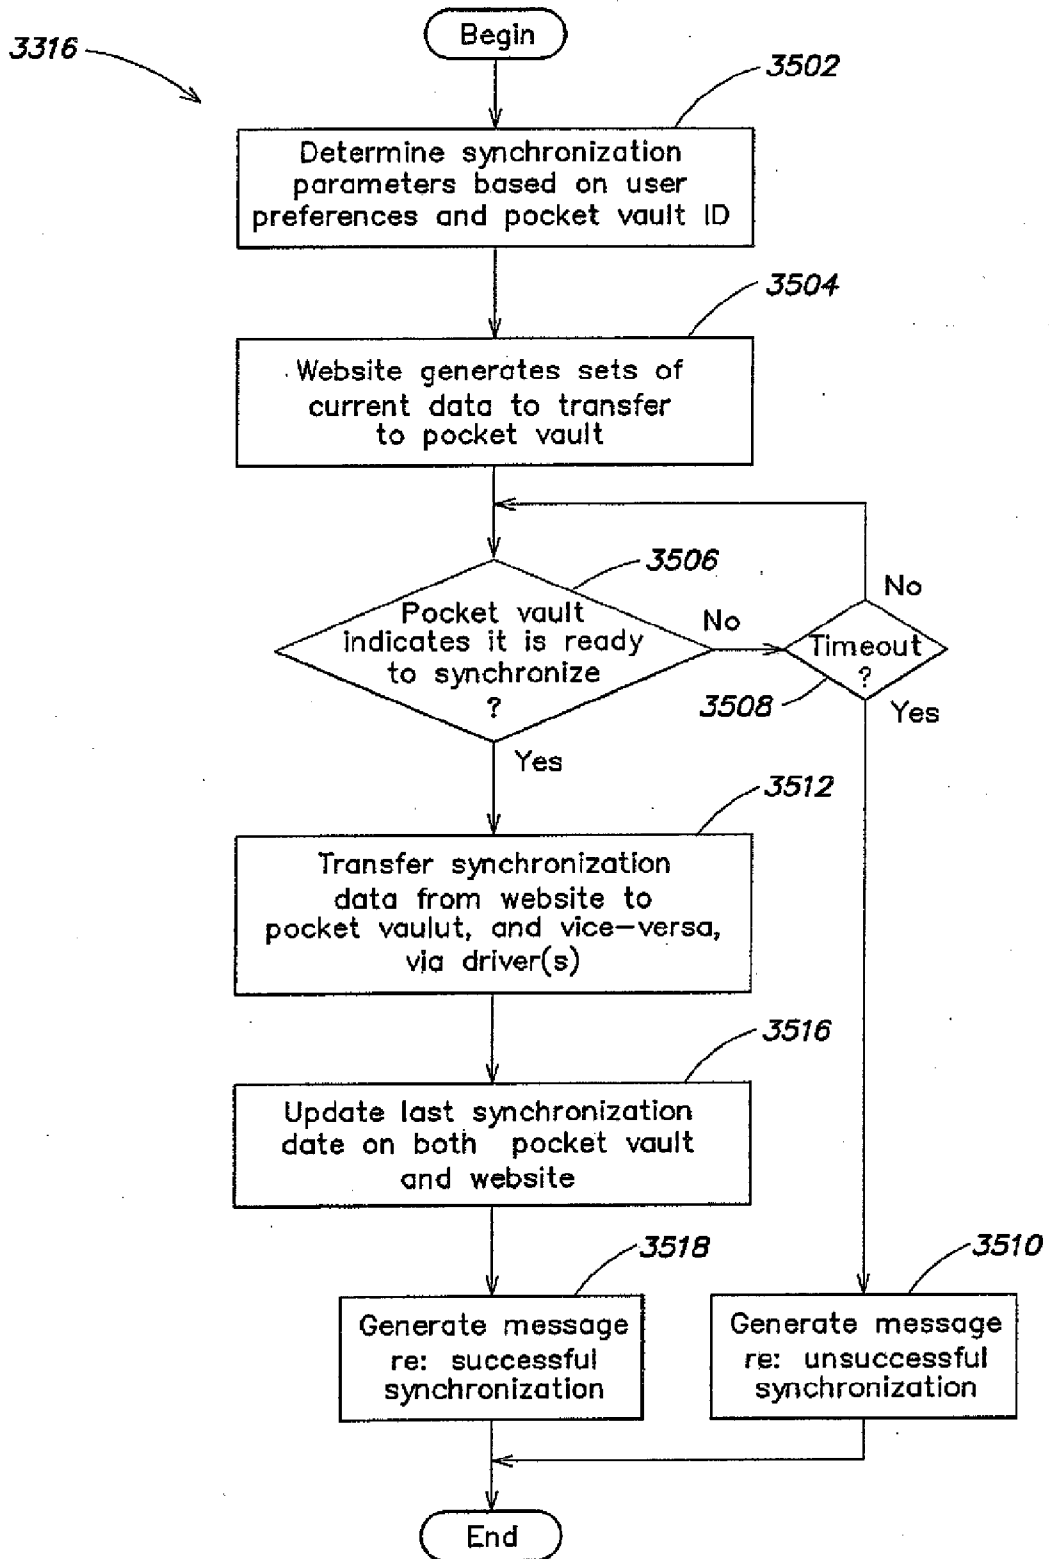 Begin
3316
3502
Determine synchronization
parameters based on user
preferences and pocket vault ID
3504
Website generates sets of
current data to transfer
to pocket vault
3506
Pocket vault
indicates it is ready
to synchronize
?
No
No
Timeout
?
3508
Yes
Yes
3512
Transfer synchronization
data from website to
pocket vaulut, and vice-versa,
via driver(s)
3516
Update last synchronization
date on both pocket vault
and website
3518
Generate message
re: successful
synchronization
3510
Generate message
re: unsuccessful
synchronization
End